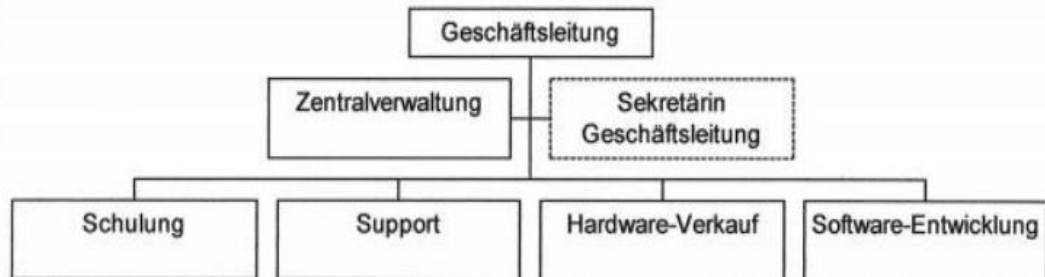 Geschäftsleitung
Zentralverwaltung
Sekretärin
Geschäftsleitung
Schulung
Support
Hardware-Verkauf
Software-Entwicklung